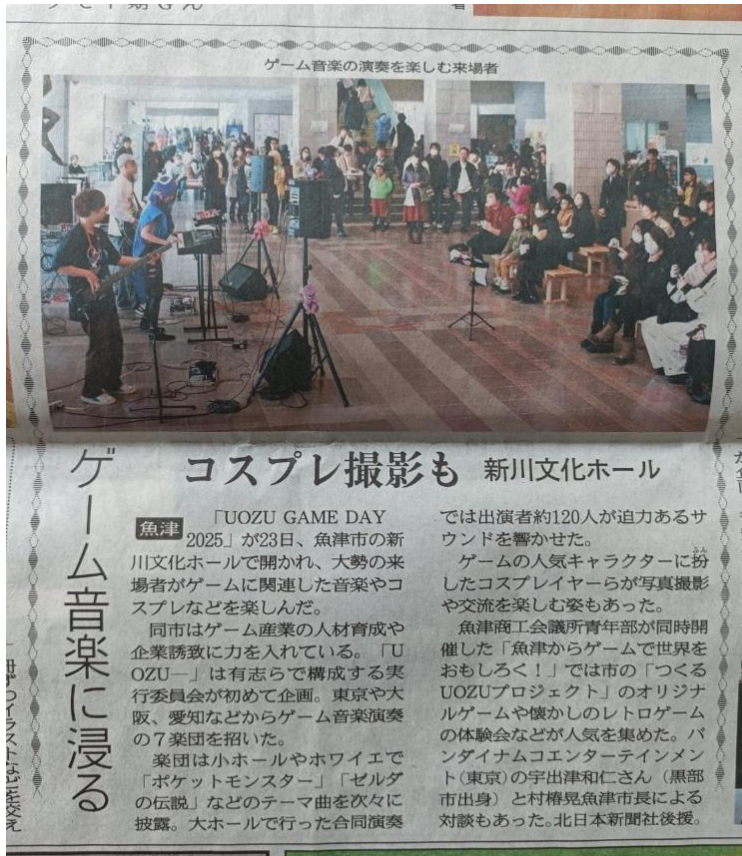 ゲーム音楽の演奏を楽しむ来場者
ゲーム音楽に浸る
コスプレ撮影も 新川文化ホール
魚津 「UOZU GAME DAY
2025」が23日、魚津市の新
川文化ホールで開かれ、大勢の来
場者がゲームに関連した音楽やコ
スプレなどを楽しんだ。
同市はゲーム産業の人材育成や
企業誘致に力を入れている。「U
OZU―」は有志らで構成する実
行委員会が初めて企画。東京や大
阪、愛知などからゲーム音楽演奏
の7楽団を招いた。
楽団は小ホールやホワイエで
「ポケットモンスター」「ゼルダ
の伝説」などのテーマ曲を次々に
披露。大ホールで行った合同演奏
では出演者約120人が迫力あるサ
ウンドを響かせた。
ゲームの人気キャラクターに扮
したコスプレイヤーらが写真撮影
や交流を楽しむ姿もあった。
魚津商工会議所青年部が同時開
催した「魚津からゲームで世界を
おもしろく!」では市の「つくる
UOZUプロジェクト」のオリジナ
ルゲームや懐かしのレトロゲーム
の体験会などが人気を集めた。バ
ンダイナムコエンターテインメン
ト(東京)の宇出津和仁さん(黒部
市出身)と村椿晃魚津市長による
対談もあった。北日本新聞社後援。